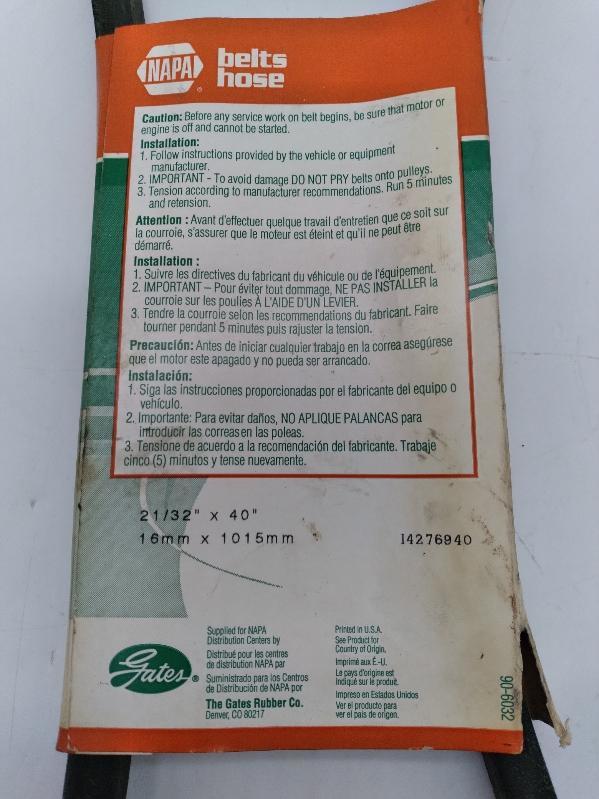 NAPA
belts
hose
Caution: Before any service work on belt begins, be sure that motor or
engine is off and cannot be started.
Installation:
1. Follow instructions provided by the vehicle or equipment
manufacturer.
2. IMPORTANT - To avoid damage DO NOT PRY belts onto pulleys.
3. Tension according to manufacturer recommendations. Run 5 minutes
and retension.
Attention : Avant d'effectuer quelque travail d'entretien que ce soit sur
la courroie, s'assurer que le moteur est éteint et qu'il ne peut être
démarré.
Installation :
1. Suivre les directives du fabricant du véhicule ou de l'équipement.
2. IMPORTANT – Pour éviter tout dommage, NE PAS INSTALLER la
courroie sur les poulies À L'AIDE D'UN LEVIER.
3. Tendre la courroie selon les recommendations du fabricant. Faire
tourner pendant 5 minutes puis rajuster la tension.
Precaución: Antes de iniciar cualquier trabajo en la correa asegúrese
que el motor este apagado y no pueda ser arrancado.
Instalación:
1. Siga las instrucciones proporcionadas por el fabricante del equipo o
vehículo.
2. Importante: Para evitar daños, NO APLIQUE PALANCAS para
introducir las correas en las poleas.
3. Tensione de acuerdo a la recomendación del fabricante. Trabaje
cinco (5) minutos y tense nuevamente.
21/32" x 40"
16mm x 1015mm
14276940
Gates®
Supplied for NAPA
Distribution Centers by
Distribué pour les centres
de distribution NAPA par
Suministrado para los Centros
de Distribución de NAPA por
The Gates Rubber Co.
Denver, CO 80217
Printed in U.S.A.
See Product for
Country of Origin.
Imprimé aux É.-U.
Le pays d'origine est
indiqué sur le produit.
Impreso en Estados Unidos
Ver el producto para
ver el pais de origen.
90-6032